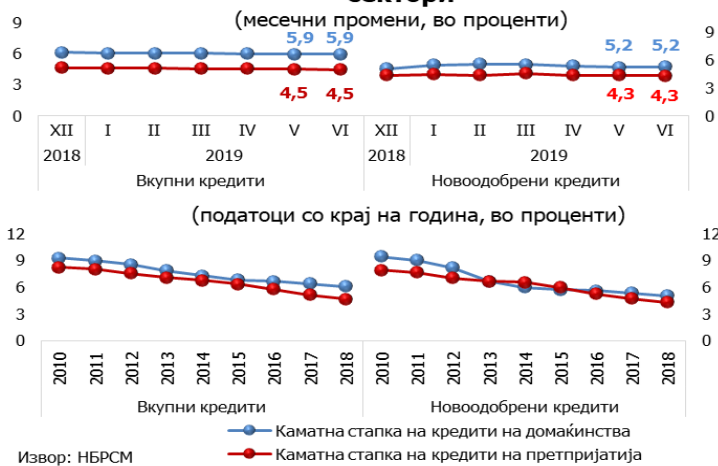 сектори
(месечни промени, во проценти)
9
6
3
0
5,9 5,9
4,5 4,5
XII I II III IV V VI
2018 2019
Вкупни кредити
9
6
3
0
5,2 5,2
4,3 4,3
XII I II III IV V VI
2018 2019
Новоодобрени кредити
(податоци со крај на година, во проценти)
12
9
6
3
0
2010 2011 2012 2013 2014 2015 2016 2017 2018
Вкупни кредити
12
9
6
3
0
2010 2011 2012 2013 2014 2015 2016 2017 2018
Новоодобрени кредити
Каматна стапка на кредити на домаќинства
Каматна стапка на кредити на претпријатија
Извор: НБРСМ